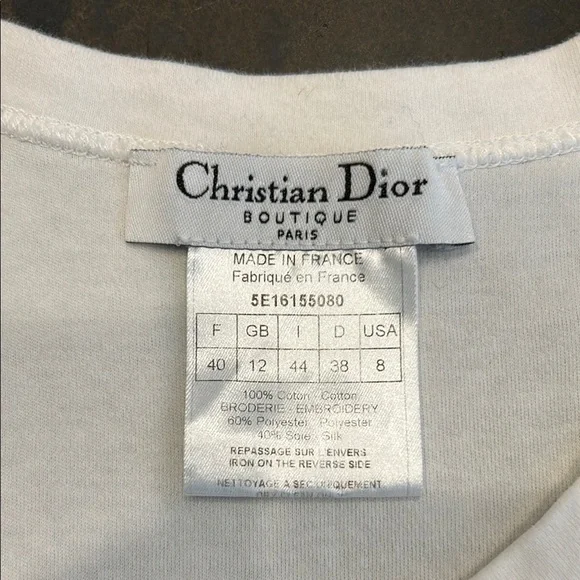 Christian Dior
BOUTIQUE
PARIS
MADE IN FRANCE
Fabriqué en France
5E16155080
F GB I D USA
40 12 44 38 8
100% Coton - Cotton
BRODERIE - EMBROIDERY
60% Polyester - Polyester
40% Soie - Silk
REPASSAGE SUR L'ENVERS
IRON ON THE REVERSE SIDE
NETTOYAGE A SEC UNIQUEMENT